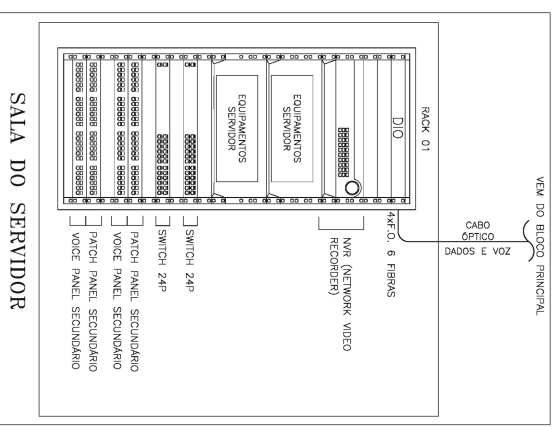 VEM DO BLOCO PRINCIPAL
CABO
ÓPTICO
DADOS E VOZ
RACK 01
4xF.O. 6 FIBRAS
DIO
NVR (NETWORK VIDEO
RECORDER)
EQUIPAMENTOS
SERVIDOR
EQUIPAMENTOS
SERVIDOR
SWITCH 24P
SWITCH 24P
PATCH PANEL SECUNDÁRIO
VOICE PANEL SECUNDÁRIO
PATCH PANEL SECUNDÁRIO
VOICE PANEL SECUNDÁRIO
SALA DO SERVIDOR